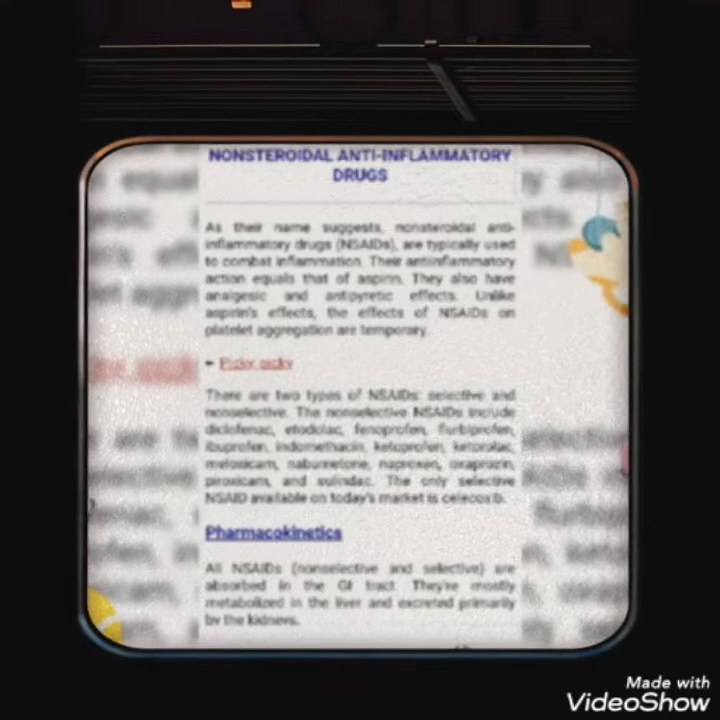 NONSTEROIDAL ANTI-INFLAMMATORY
DRUGS
As their name suggests, nonsteroidal anti-
inflammatory drugs (NSAIDs), are typically used
to combat inflammation. Their antiinflammatory
action equals that of aspirin. They also have
analgesic and antipyretic effects. Unlike
aspirin's effects, the effects of NSAIDs on
platelet aggregation are temporary.
Picky, picky
There are two types of NSAIDs: selective and
nonselective. The nonselective NSAIDs include
diclofenac, etodolac, fenoprofen, flurbiprofen,
ibuprofen, indomethacin, ketoprofen, ketorolac,
meloxicam, nabumetone, naproxen, oxaprozin,
piroxicam, and sulindac. The only selective
NSAID available on today's market is celecoxib.
Pharmacokinetics
All NSAIDs (nonselective and selective) are
absorbed in the GI tract. They're mostly
metabolized in the liver and excreted primarily
by the kidneys.
Made with
VideoShow